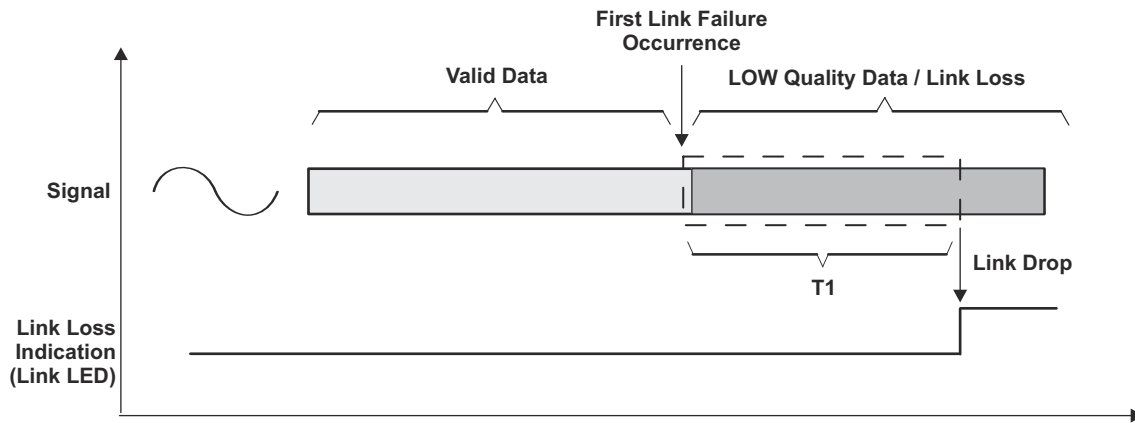 First Link Failure
Occurrence
Valid Data
LOW Quality Data / Link Loss
Signal
T1
Link Drop
Link Loss
Indication
(Link LED)